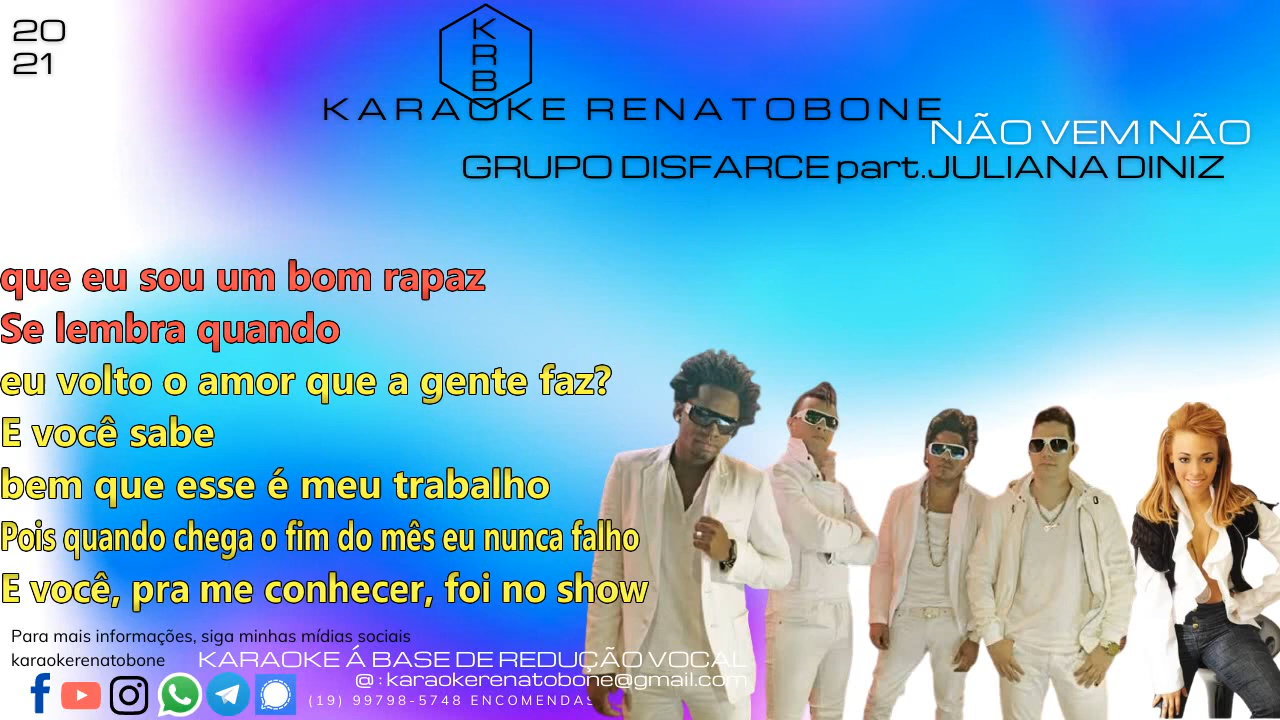 20
21
K
R
B
KARAOKE RENATOBONE
NÃO VEM NÃO
GRUPO DISFARCE part.JULIANA DINIZ
que eu sou um bom rapaz
Se lembra quando
eu volto o amor que a gente faz?
E você sabe
bem que esse é meu trabalho
Pois quando chega o fim do mês eu nunca falho
E você, pra me conhecer, foi no show
Para mais informações, siga minhas mídias sociais
karaokerenatobone
KARAOKE Á BASE DE REDUÇÃO VOCAL
@:karaokerenatobone@gmail.com
(19) 99798-5748 ENCOMENDAS